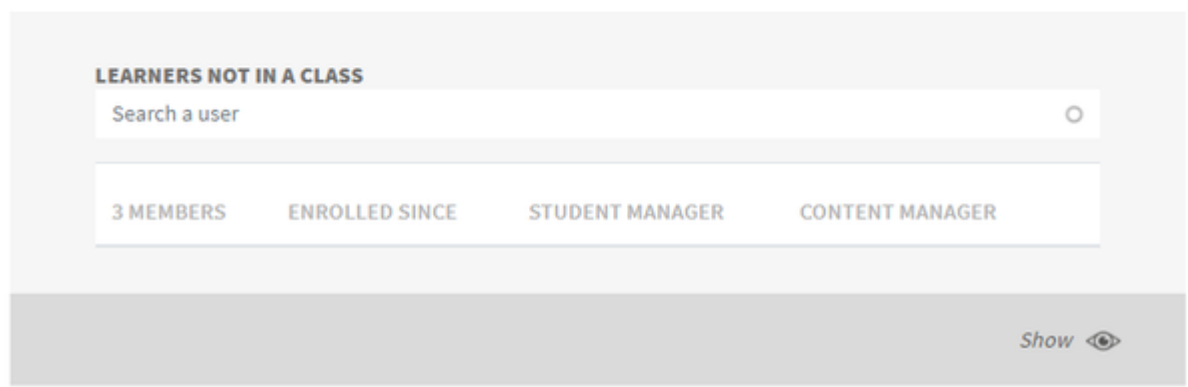 LEARNERS NOT IN A CLASS
Search a user
3 MEMBERS ENROLLED SINCE STUDENT MANAGER CONTENT MANAGER
Show